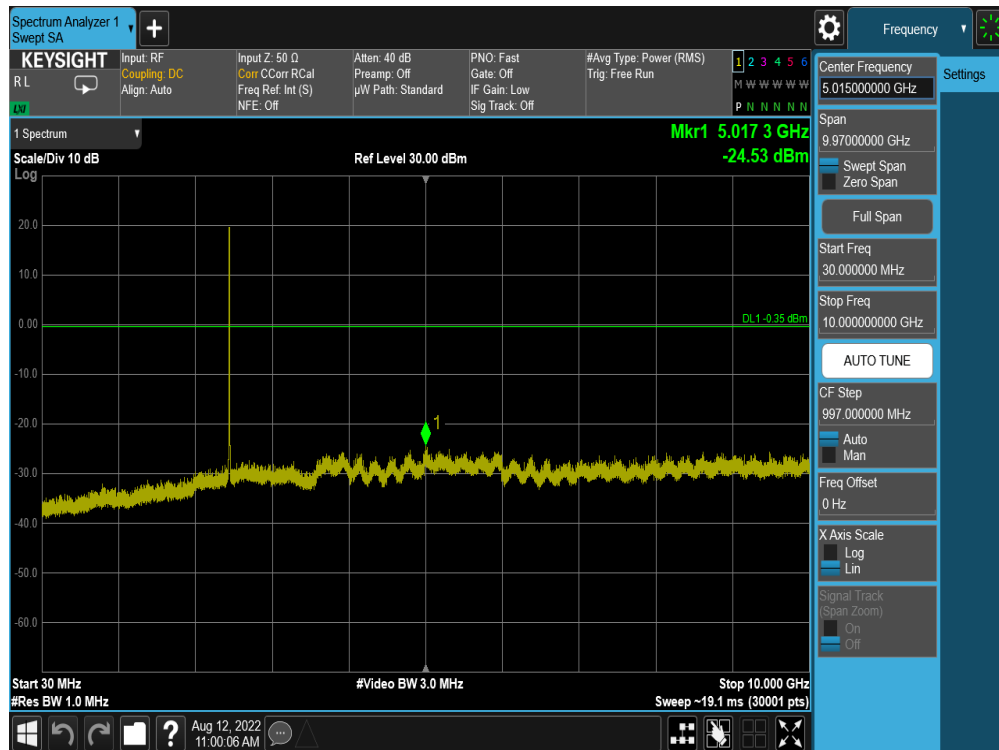 Spectrum Analyzer 1
Swept SA
Frequency
KEYSIGHT
R L
LXI
Input: RF
Coupling: DC
Align: Auto
Input Z: 50 Ω
Corr CCorr RCal
Freq Ref: Int (S)
NFE: Off
Atten: 40 dB
Preamp: Off
µW Path: Standard
PNO: Fast
Gate: Off
IF Gain: Low
Sig Track: Off
#Avg Type: Power (RMS)
Trig: Free Run
1 2 3 4 5 6
M W W W W W
P N N N N N
1 Spectrum
Scale/Div 10 dB
Log
Ref Level 30.00 dBm
Mkr1 5.017 3 GHz
-24.53 dBm
20.0
10.0
0.00
DL1 -0.35 dBm
-10.0
-20.0
1
-30.0
-40.0
-50.0
-60.0
Start 30 MHz
#Video BW 3.0 MHz
Stop 10.000 GHz
#Res BW 1.0 MHz
Sweep ~19.1 ms (30001 pts)
Aug 12, 2022
11:00:06 AM
Center Frequency
5.015000000 GHz
Settings
Span
9.97000000 GHz
Swept Span
Zero Span
Full Span
Start Freq
30.000000 MHz
Stop Freq
10.000000000 GHz
AUTO TUNE
CF Step
997.000000 MHz
Auto
Man
Freq Offset
0 Hz
X Axis Scale
Log
Lin
Signal Track
(Span Zoom)
On
Off